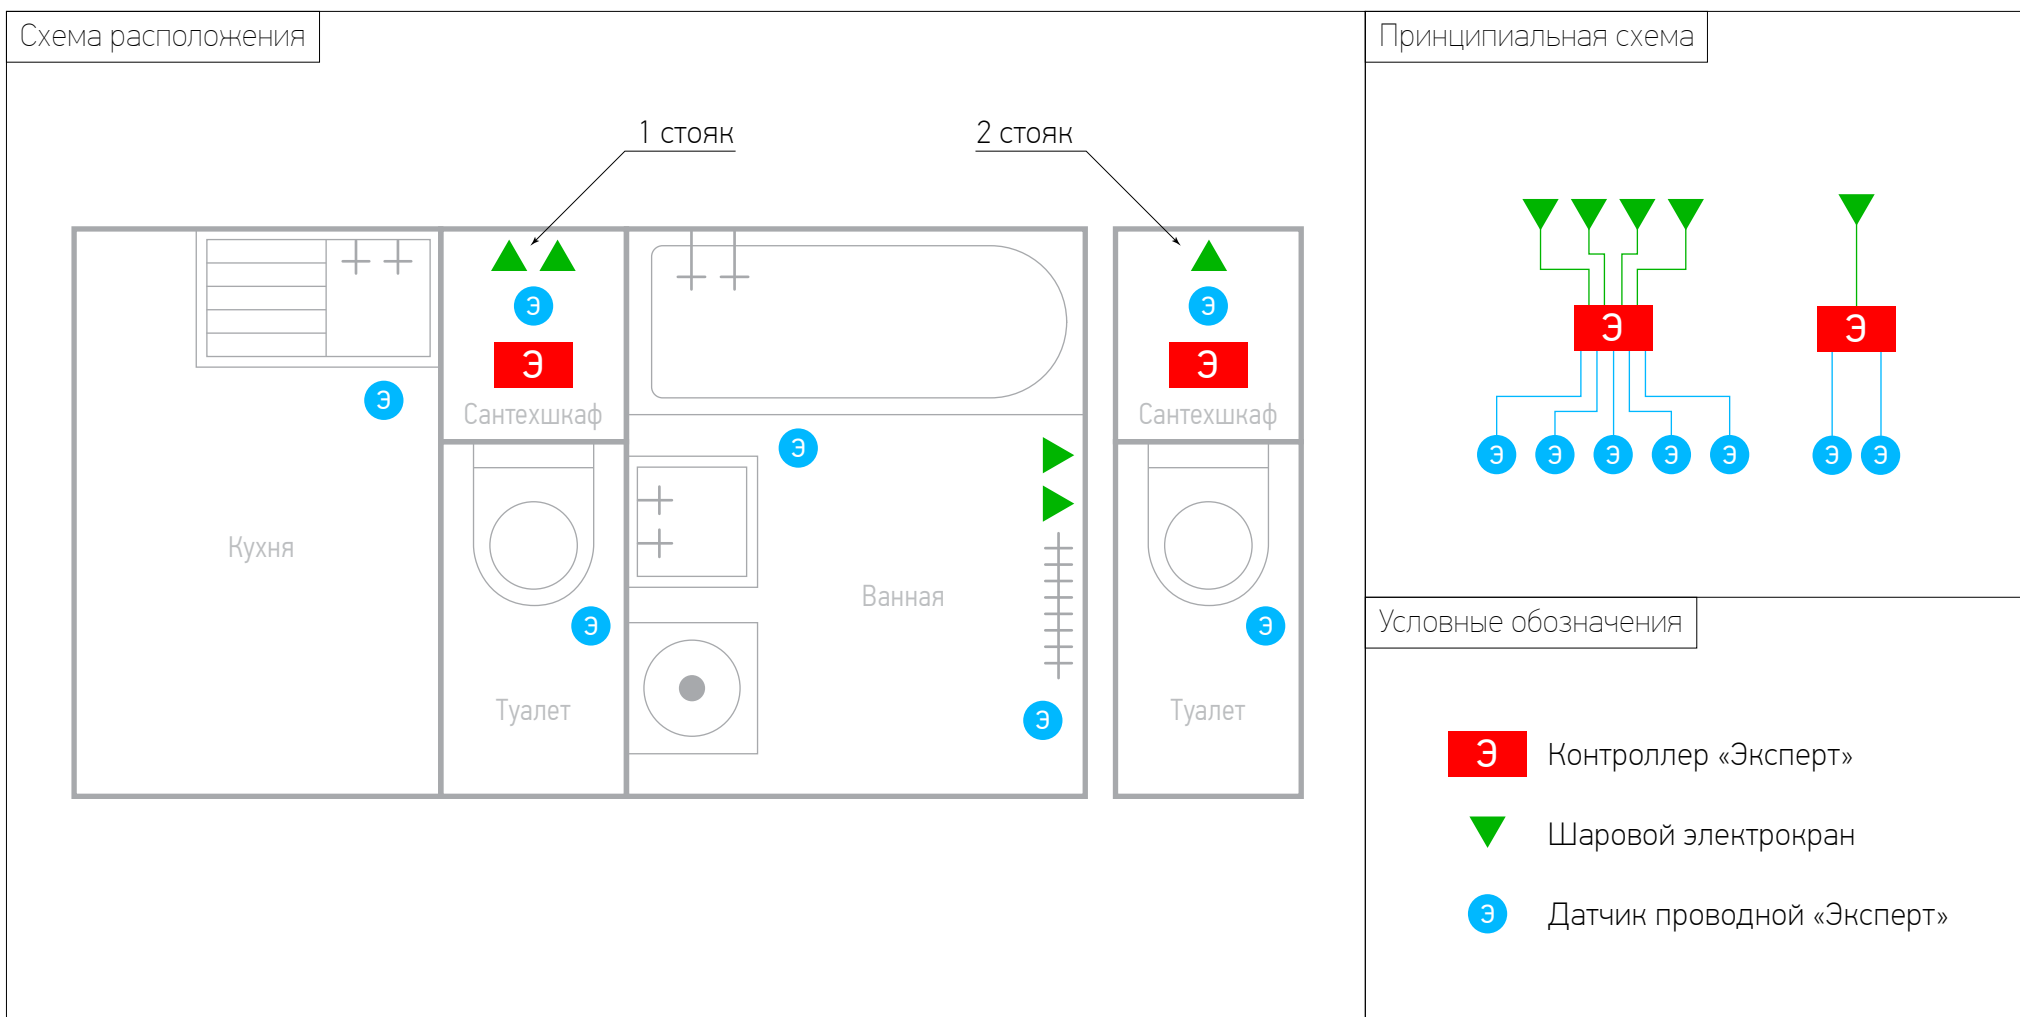 Схема расположения
1 стояк
2 стояк
Э
Э
Э
Э
Э
Сантехшкаф
Сантехшкаф
Э
Кухня
Ванная
Э
Э
Туалет
Туалет
Э
Принципиальная схема
Э
Э
Э
Э
Э
Э
Э
Э
Э
Условные обозначения
Э Контроллер «Эксперт»
Шаровой электрокран
Э Датчик проводной «Эксперт»